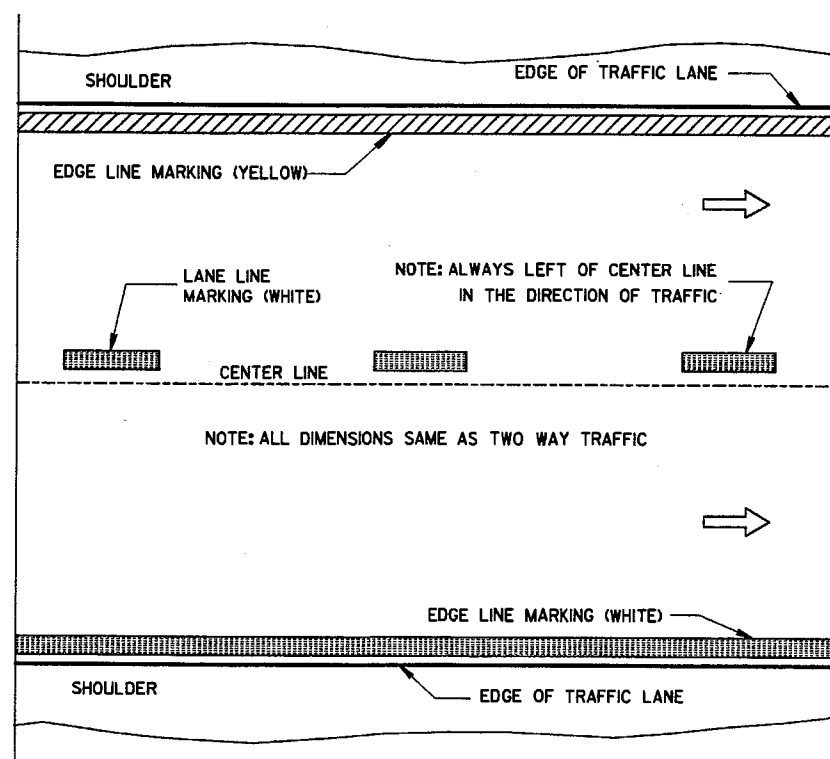 SHOULDER
EDGE OF TRAFFIC LANE
EDGE LINE MARKING (YELLOW)
LANE LINE
MARKING (WHITE)
NOTE: ALWAYS LEFT OF CENTER LINE
IN THE DIRECTION OF TRAFFIC
CENTER LINE
NOTE: ALL DIMENSIONS SAME AS TWO WAY TRAFFIC
EDGE LINE MARKING (WHITE)
SHOULDER
EDGE OF TRAFFIC LANE